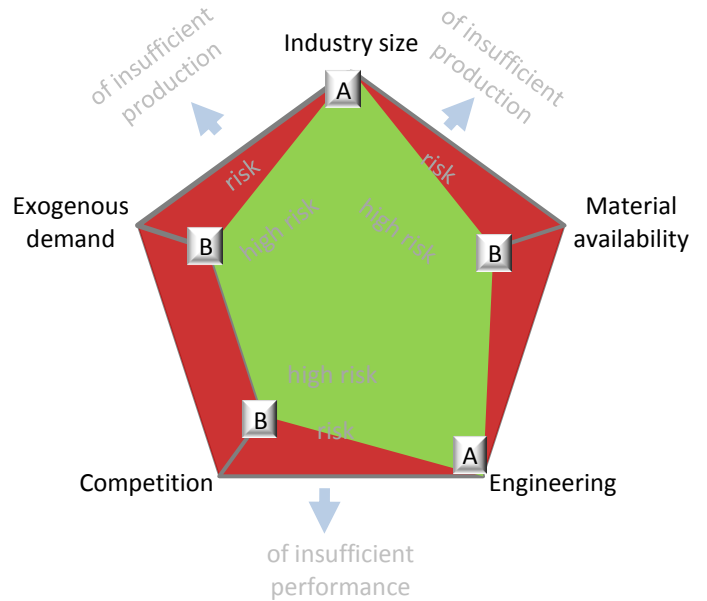 Industry size
of insufficient
production
of insufficient
production
A
risk
risk
Exogenous
demand
Material
availability
high risk
high risk
B
B
high risk
B
risk
A
Competition
Engineering
of insufficient
performance